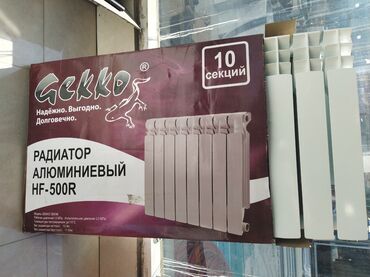 GEKKO ®
Надёжно. Выгодно.
Долговечно.
10
секций
РАДИАТОР
АЛЮМИНИЕВЫЙ
HF-500R